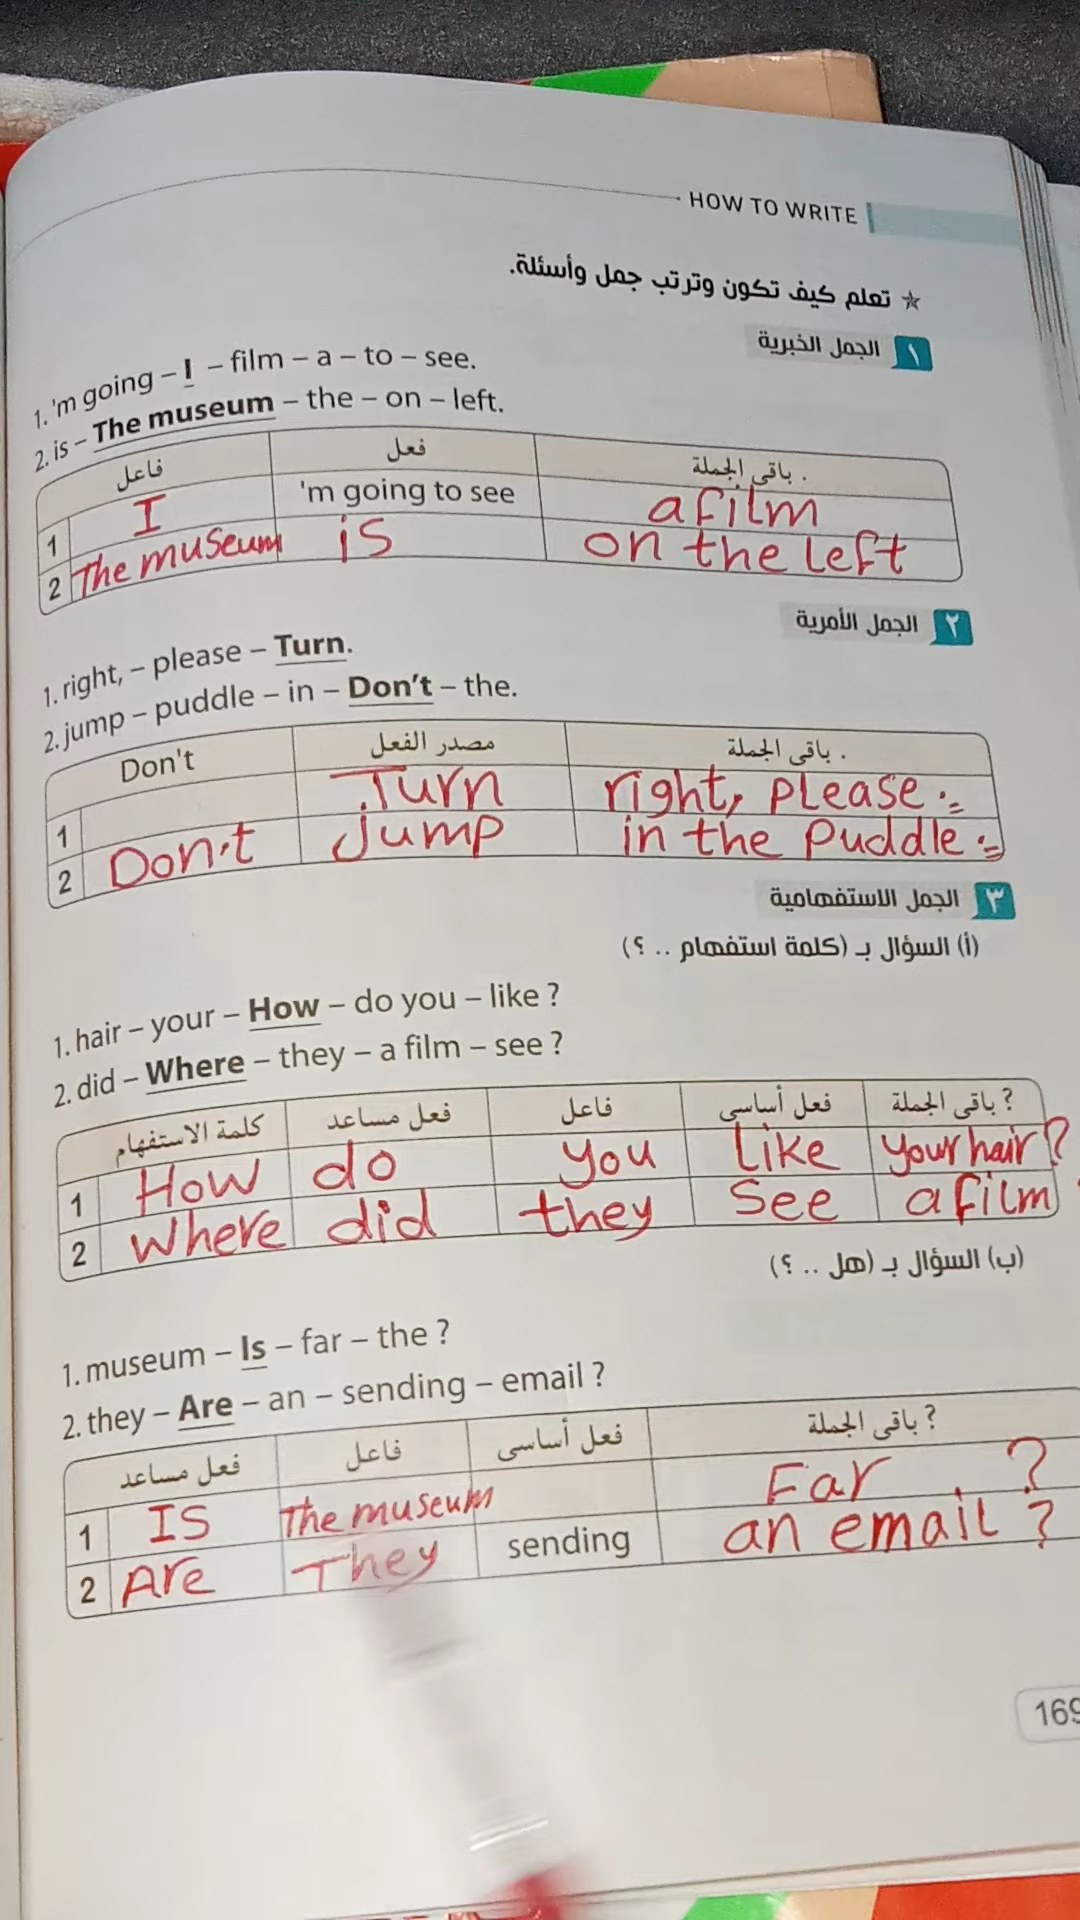 HOW TO WRITE
★ تعلم كيف تكون وترتب جمل وأسئلة.
١ الجمل الخبرية
1. 'm going – I – film – a – to – see.
2. is – The museum – the – on – left.
فاعل فعل باقى الجملة .
1 I 'm going to see a film
2 The museum is on the left
٢ الجمل الأمرية
1. right, – please – Turn.
2. jump – puddle – in – Don't – the.
Don't مصدر الفعل باقى الجملة .
1 Turn right, please .
2 Don't Jump in the Puddle .
٣ الجمل الاستفهامية
(أ) السؤال بـ (كلمة استفهام .. ؟)
1. hair – your – How – do you – like ?
2. did – Where – they – a film – see ?
كلمة الاستفهام فعل مساعد فاعل فعل أساسى باقى الجملة ?
1 How do you Like your hair ?
2 Where did they See a film
(ب) السؤال بـ (هل .. ؟)
1. museum – Is – far – the ?
2. they – Are – an – sending – email ?
فعل مساعد فاعل فعل أساسى باقى الجملة ?
1 IS The museum Far ?
2 Are They sending an email ?
169